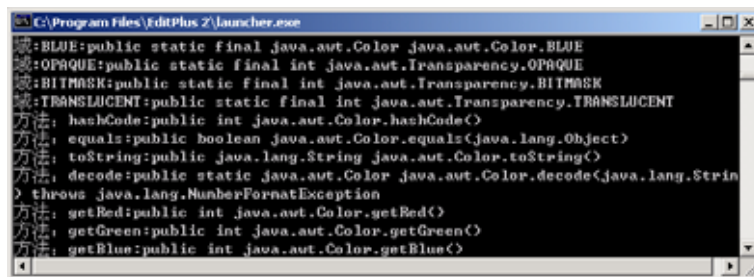 C:\Program Files\EditPlus 2\launcher.exe
域:BLUE:public static final java.awt.Color java.awt.Color.BLUE
域:OPAQUE:public static final int java.awt.Transparency.OPAQUE
域:BITMASK:public static final int java.awt.Transparency.BITMASK
域:TRANSLUCENT:public static final int java.awt.Transparency.TRANSLUCENT
方法: hashCode:public int java.awt.Color.hashCode()
方法: equals:public boolean java.awt.Color.equals(java.lang.Object)
方法: toString:public java.lang.String java.awt.Color.toString()
方法: decode:public static java.awt.Color java.awt.Color.decode(java.lang.Strin
) throws java.lang.NumberFormatException
方法: getRed:public int java.awt.Color.getRed()
方法: getGreen:public int java.awt.Color.getGreen()
方法: getBlue:public int java.awt.Color.getBlue()